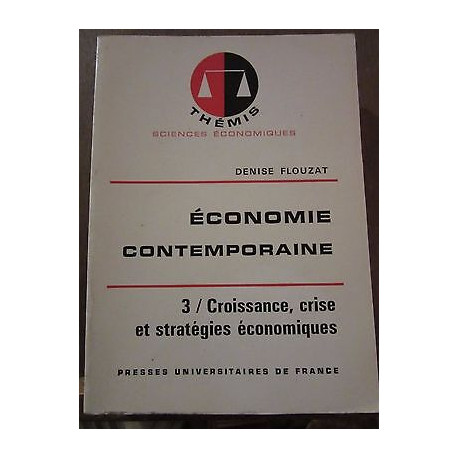 THÉMIS
SCIENCES ÉCONOMIQUES
DENISE FLOUZAT
ÉCONOMIE
CONTEMPORAINE
3 / Croissance, crise
et stratégies économiques
PRESSES UNIVERSITAIRES DE FRANCE